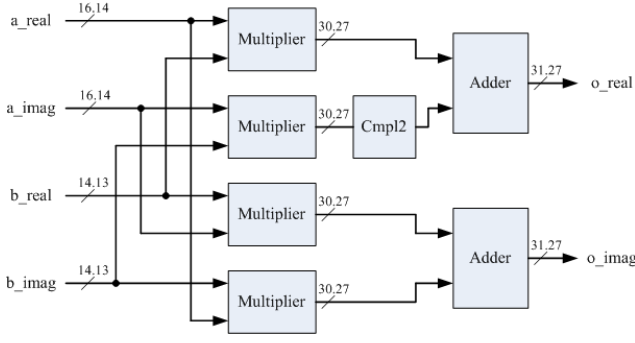 a_real
16.14
Multiplier
30.27
Adder
31.27
o_real
a_imag
16.14
Multiplier
30.27
Cmpl2
b_real
14.13
Multiplier
30.27
Adder
31.27
o_imag
b_imag
14.13
Multiplier
30.27